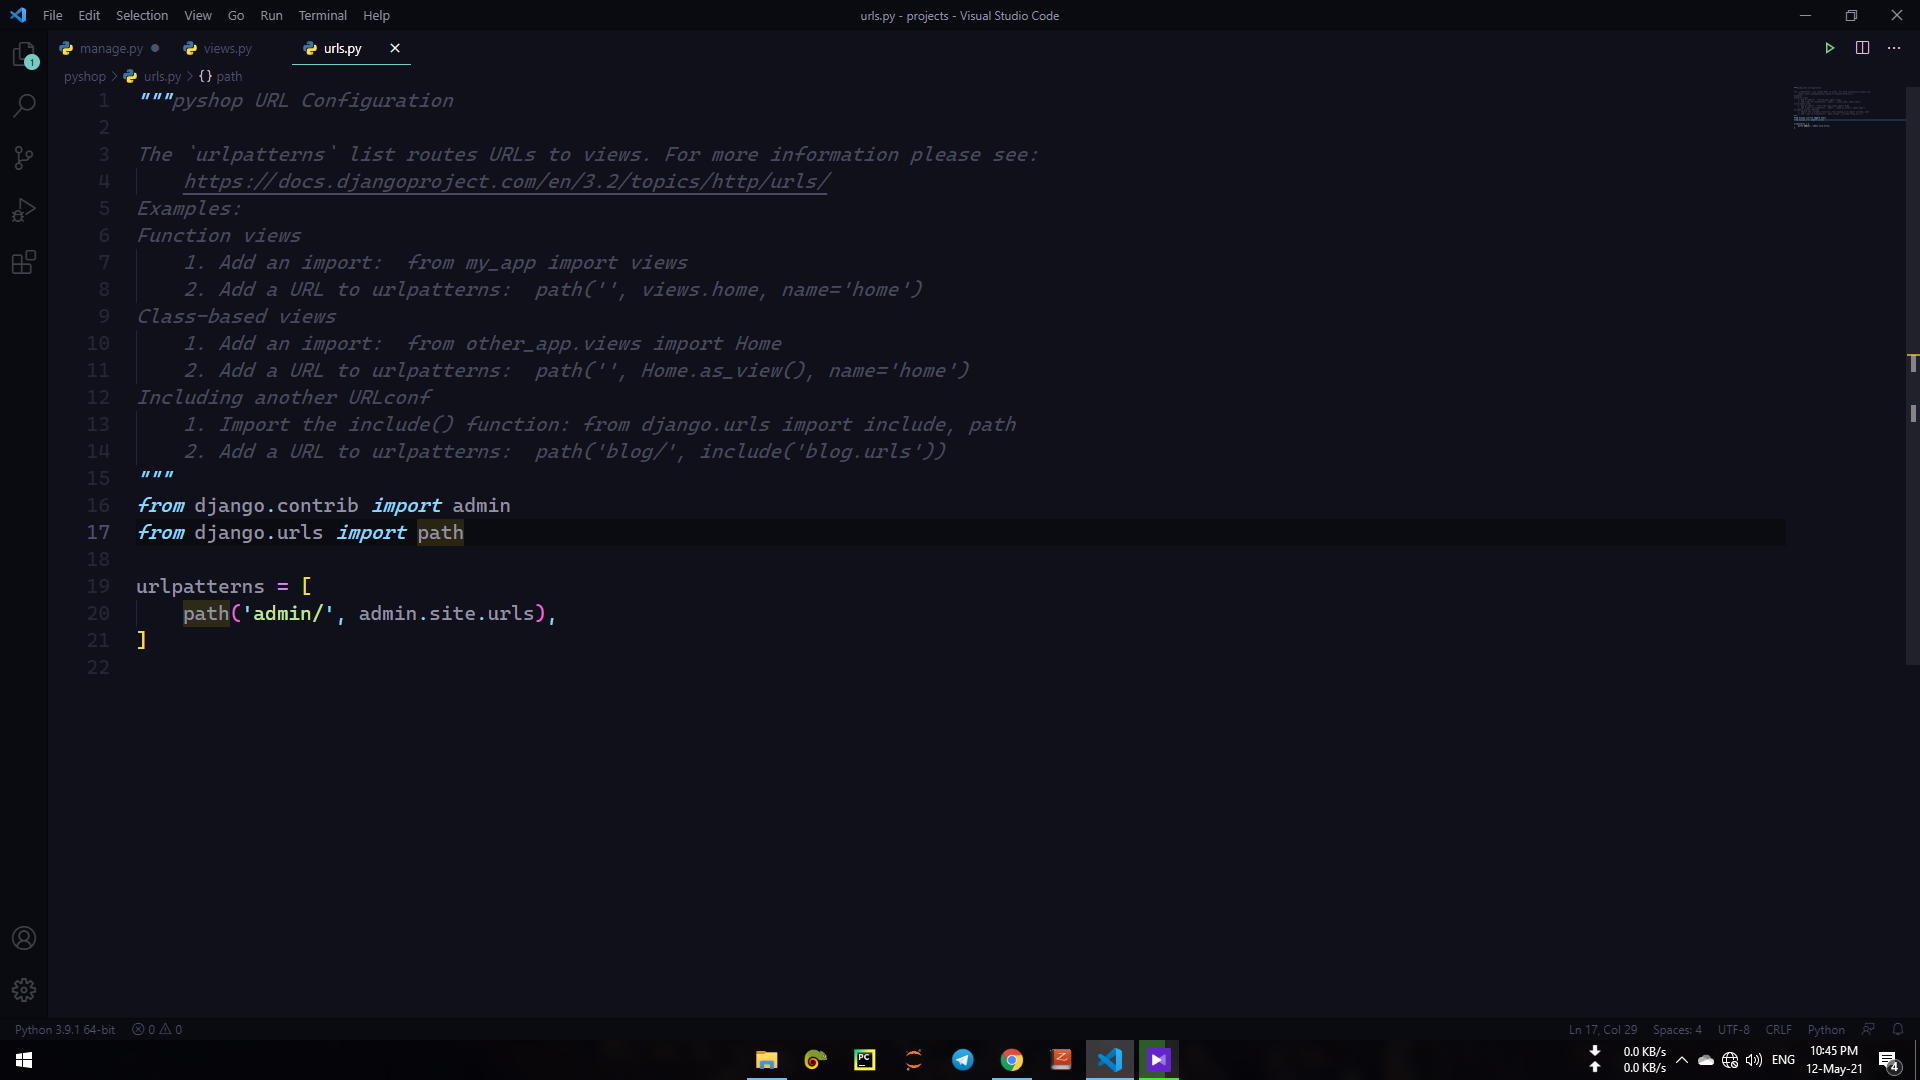 File Edit Selection View Go Run Terminal Help
urls.py - projects - Visual Studio Code
manage.py views.py urls.py
pyshop > urls.py > {} path
1 """pyshop URL Configuration
2
3 The `urlpatterns` list routes URLs to views. For more information please see:
4     https://docs.djangoproject.com/en/3.2/topics/http/urls/
5 Examples:
6 Function views
7     1. Add an import:  from my_app import views
8     2. Add a URL to urlpatterns:  path('', views.home, name='home')
9 Class-based views
10     1. Add an import:  from other_app.views import Home
11     2. Add a URL to urlpatterns:  path('', Home.as_view(), name='home')
12 Including another URLconf
13     1. Import the include() function: from django.urls import include, path
14     2. Add a URL to urlpatterns:  path('blog/', include('blog.urls'))
15 """
16 from django.contrib import admin
17 from django.urls import path
18
19 urlpatterns = [
20     path('admin/', admin.site.urls),
21 ]
22
1
Python 3.9.1 64-bit 0 0 Ln 17, Col 29 Spaces: 4 UTF-8 CRLF Python
PC
0.0 KB/s
0.0 KB/s
ENG
10:45 PM
12-May-21
4